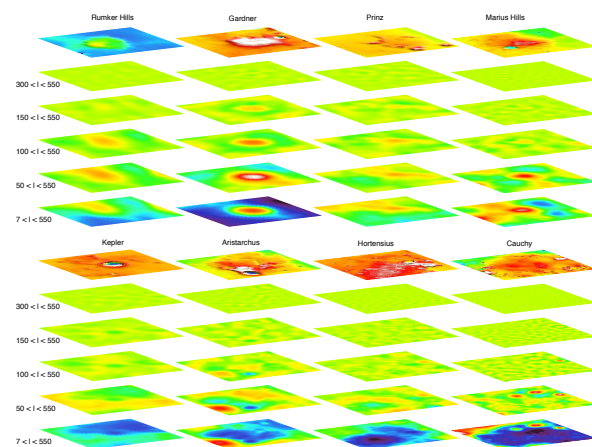 Rumker Hills Gardner Prinz Marius Hills
300 < l < 550
150 < l < 550
100 < l < 550
50 < l < 550
7 < l < 550
Kepler Aristarchus Hortensius Cauchy
300 < l < 550
150 < l < 550
100 < l < 550
50 < l < 550
7 < l < 550